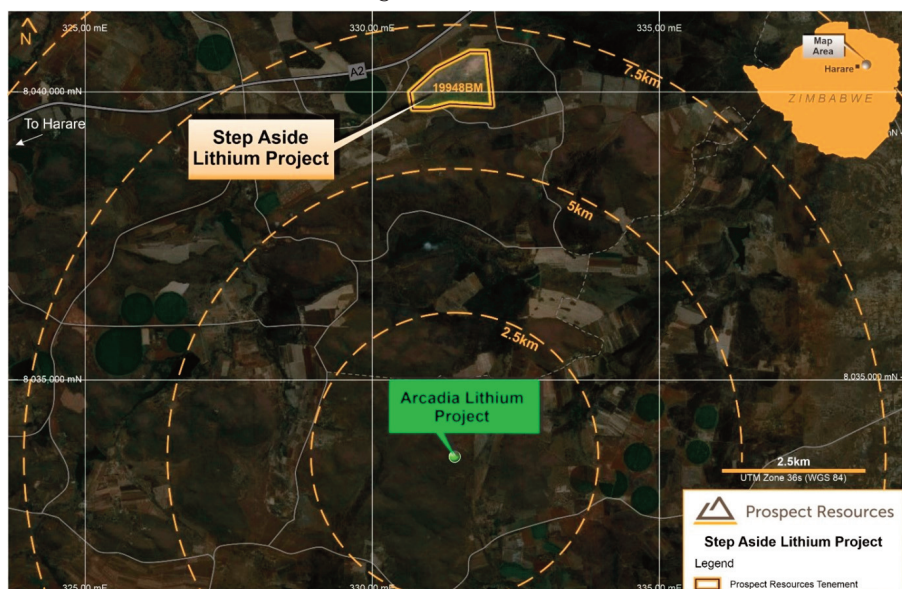 N
325,00 mE
330.00 mE
335,00 mE
A2
19948BM
7.5km
Map
Area
Harare
ZIMBABWE
8,040,000 mN
mN
To Harare
Step Aside
Lithium Project
5km
2.5km
8,035,000 mN
8,035.000 mN
Arcadia Lithium
Project
2.5km
UTM Zone 36s (WGS 84)
Prospect Resources
Step Aside Lithium Project
Legend
Prospect Resources Tenement
325.00 mE
330.00 mE
335.00 mE